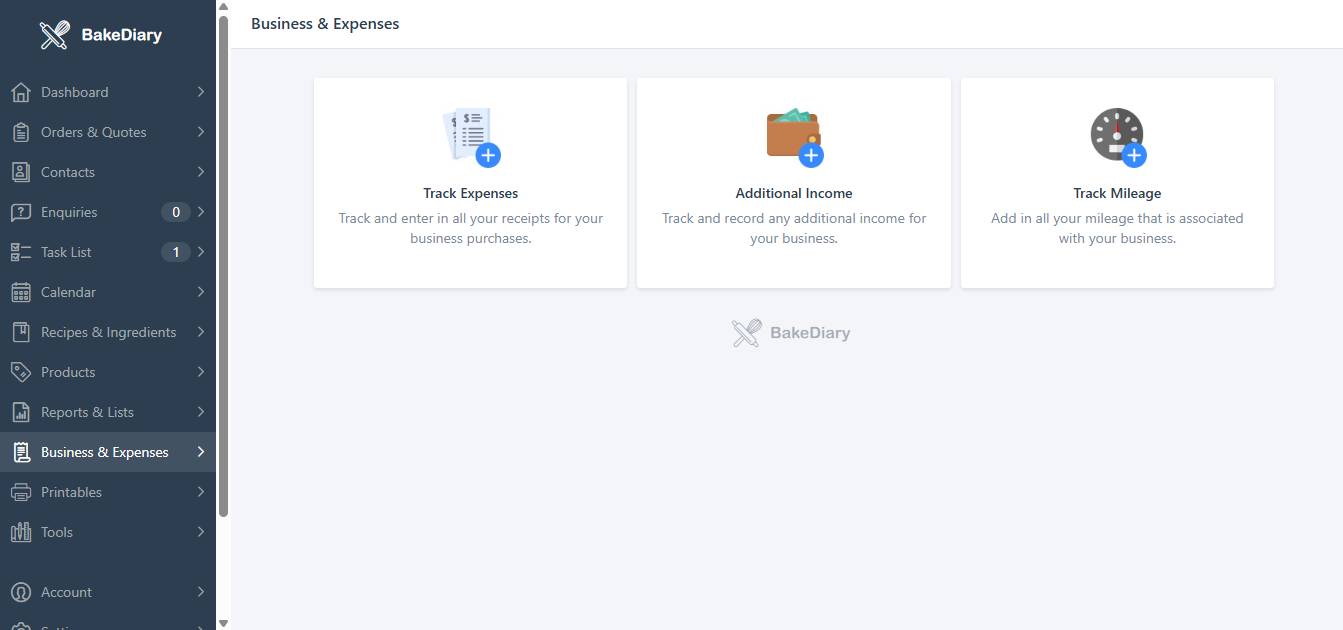 BakeDiary
Dashboard
Orders & Quotes
Contacts
Enquiries 0
Task List 1
Calendar
Recipes & Ingredients
Products
Reports & Lists
Business & Expenses
Printables
Tools
Account
Business & Expenses
Track Expenses
Track and enter in all your receipts for your
business purchases.
Additional Income
Track and record any additional income for
your business.
Track Mileage
Add in all your mileage that is associated
with your business.
BakeDiary